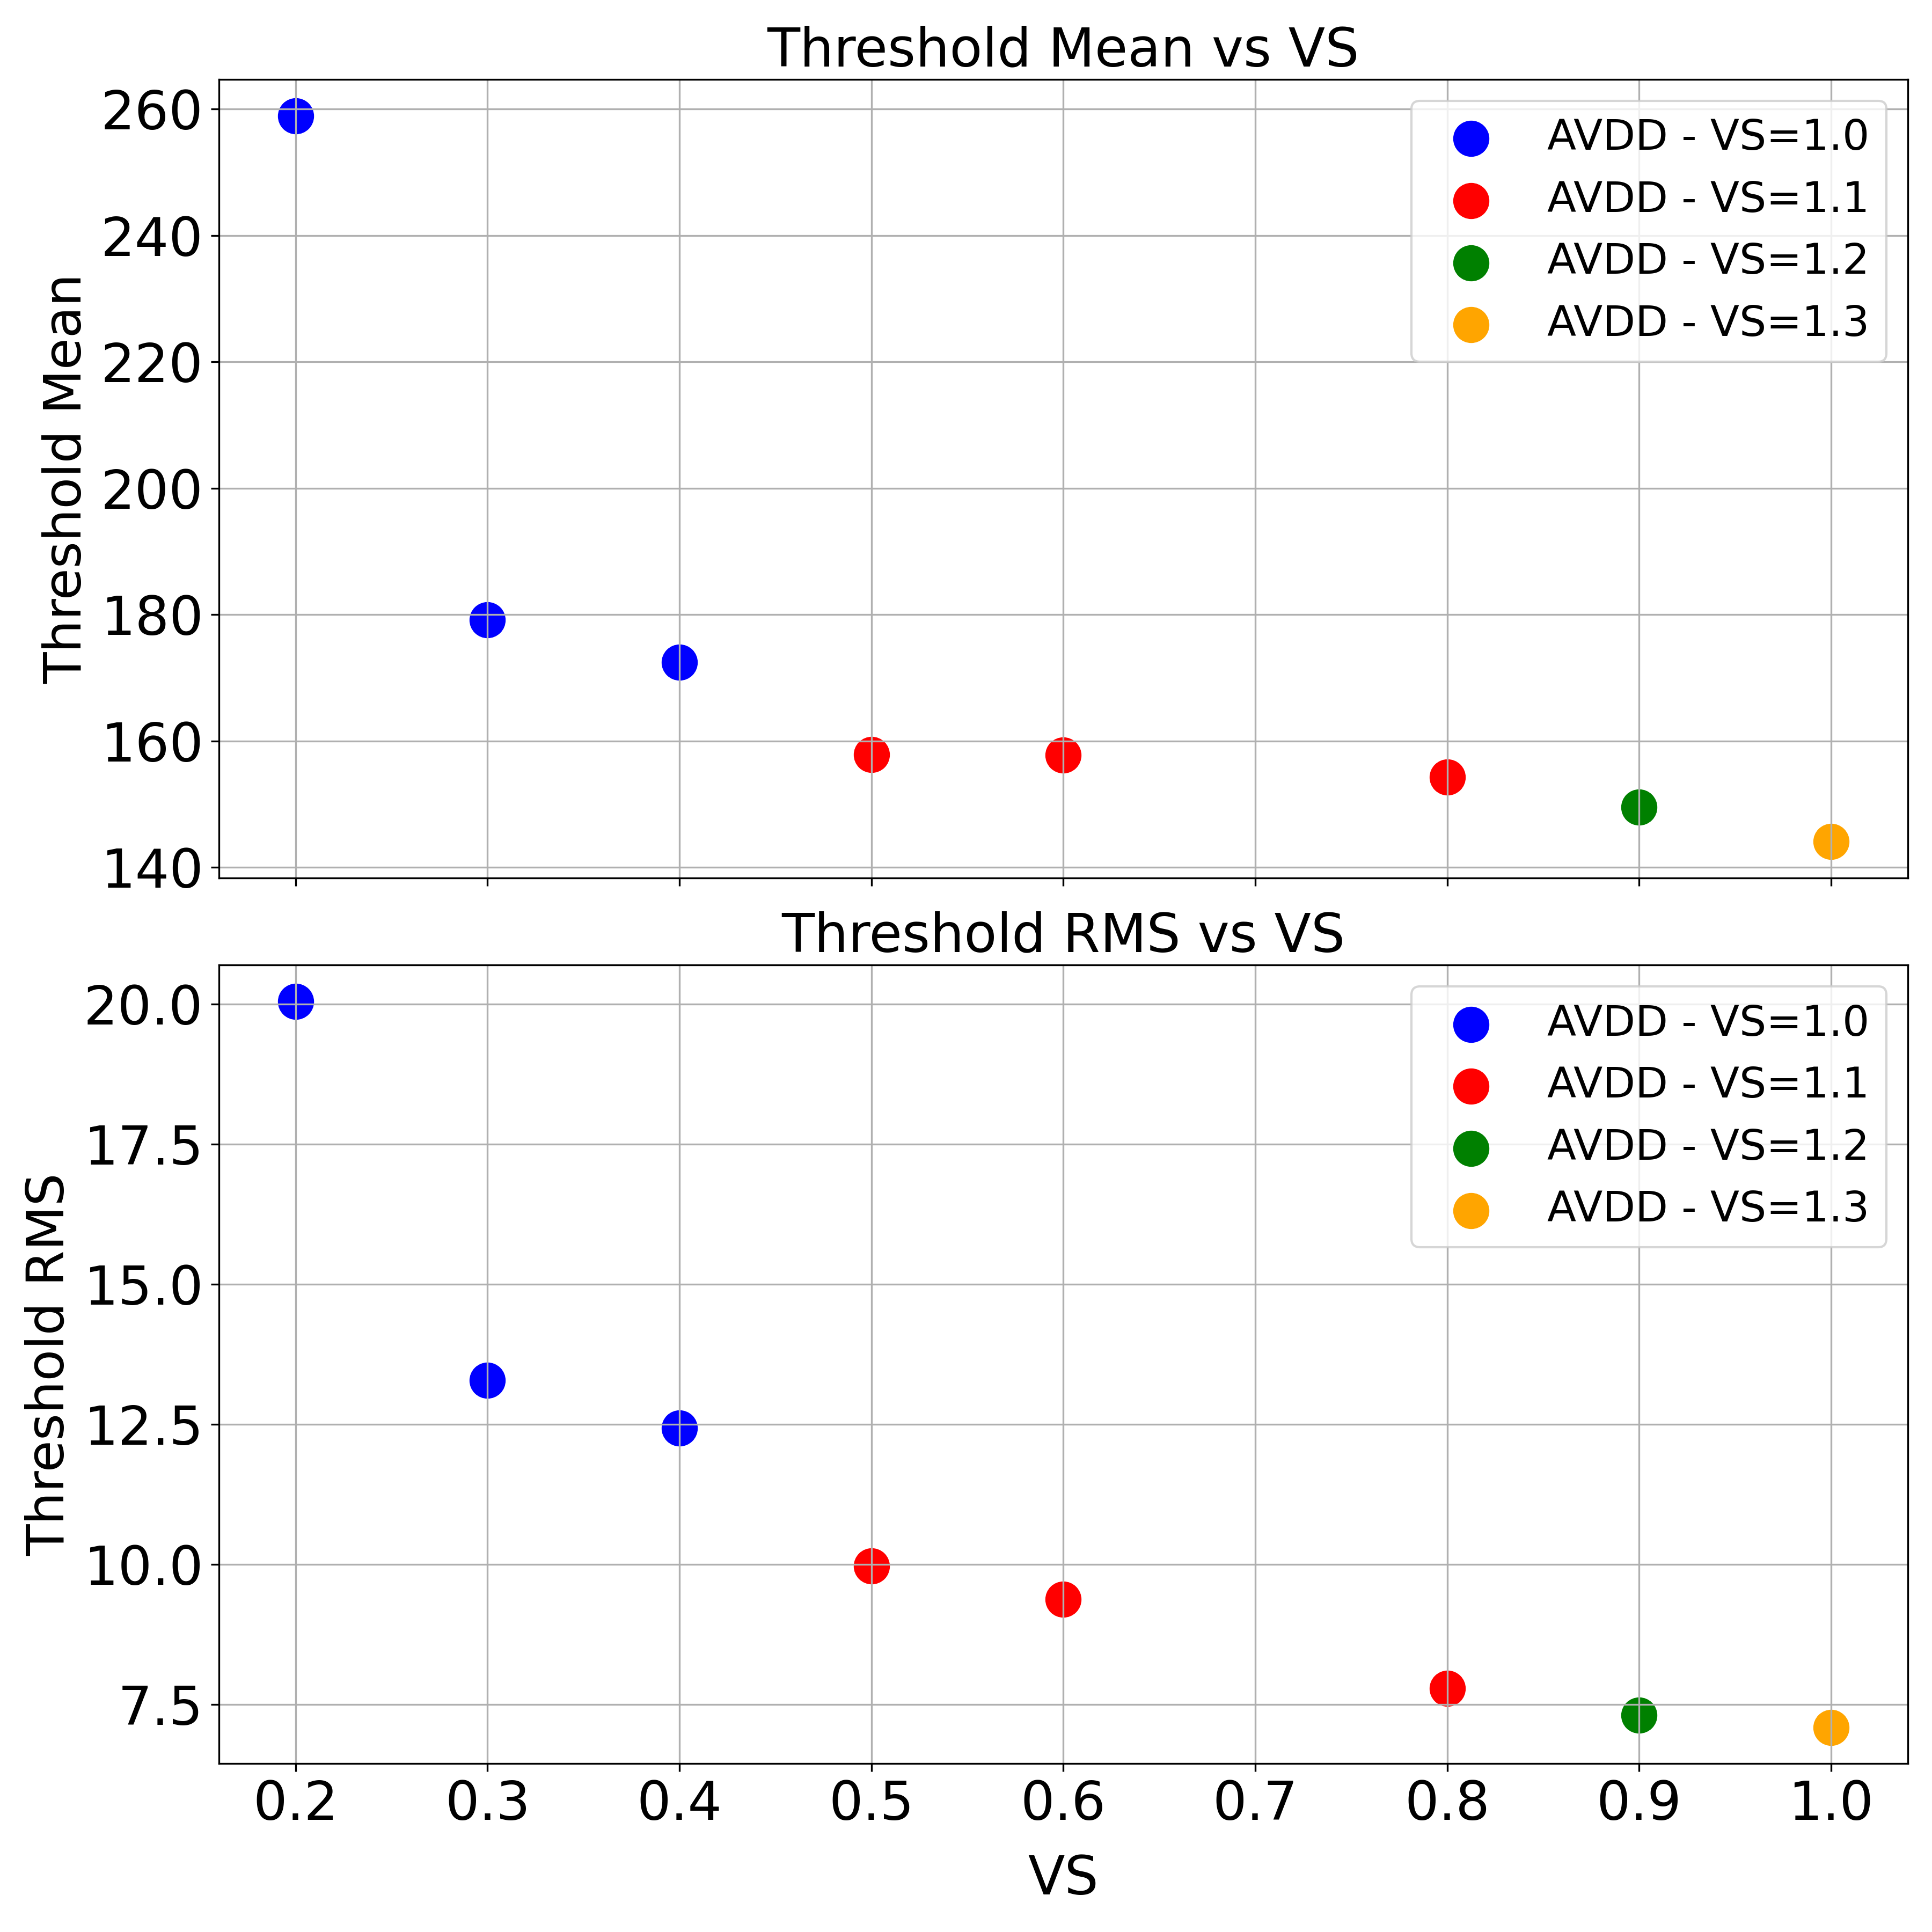 Threshold Mean vs VS
260
240
220
200
180
160
140
Threshold Mean
AVDD - VS=1.0
AVDD - VS=1.1
AVDD - VS=1.2
AVDD - VS=1.3
Threshold RMS vs VS
20.0
17.5
15.0
12.5
10.0
7.5
Threshold RMS
AVDD - VS=1.0
AVDD - VS=1.1
AVDD - VS=1.2
AVDD - VS=1.3
0.2 0.3 0.4 0.5 0.6 0.7 0.8 0.9 1.0
VS